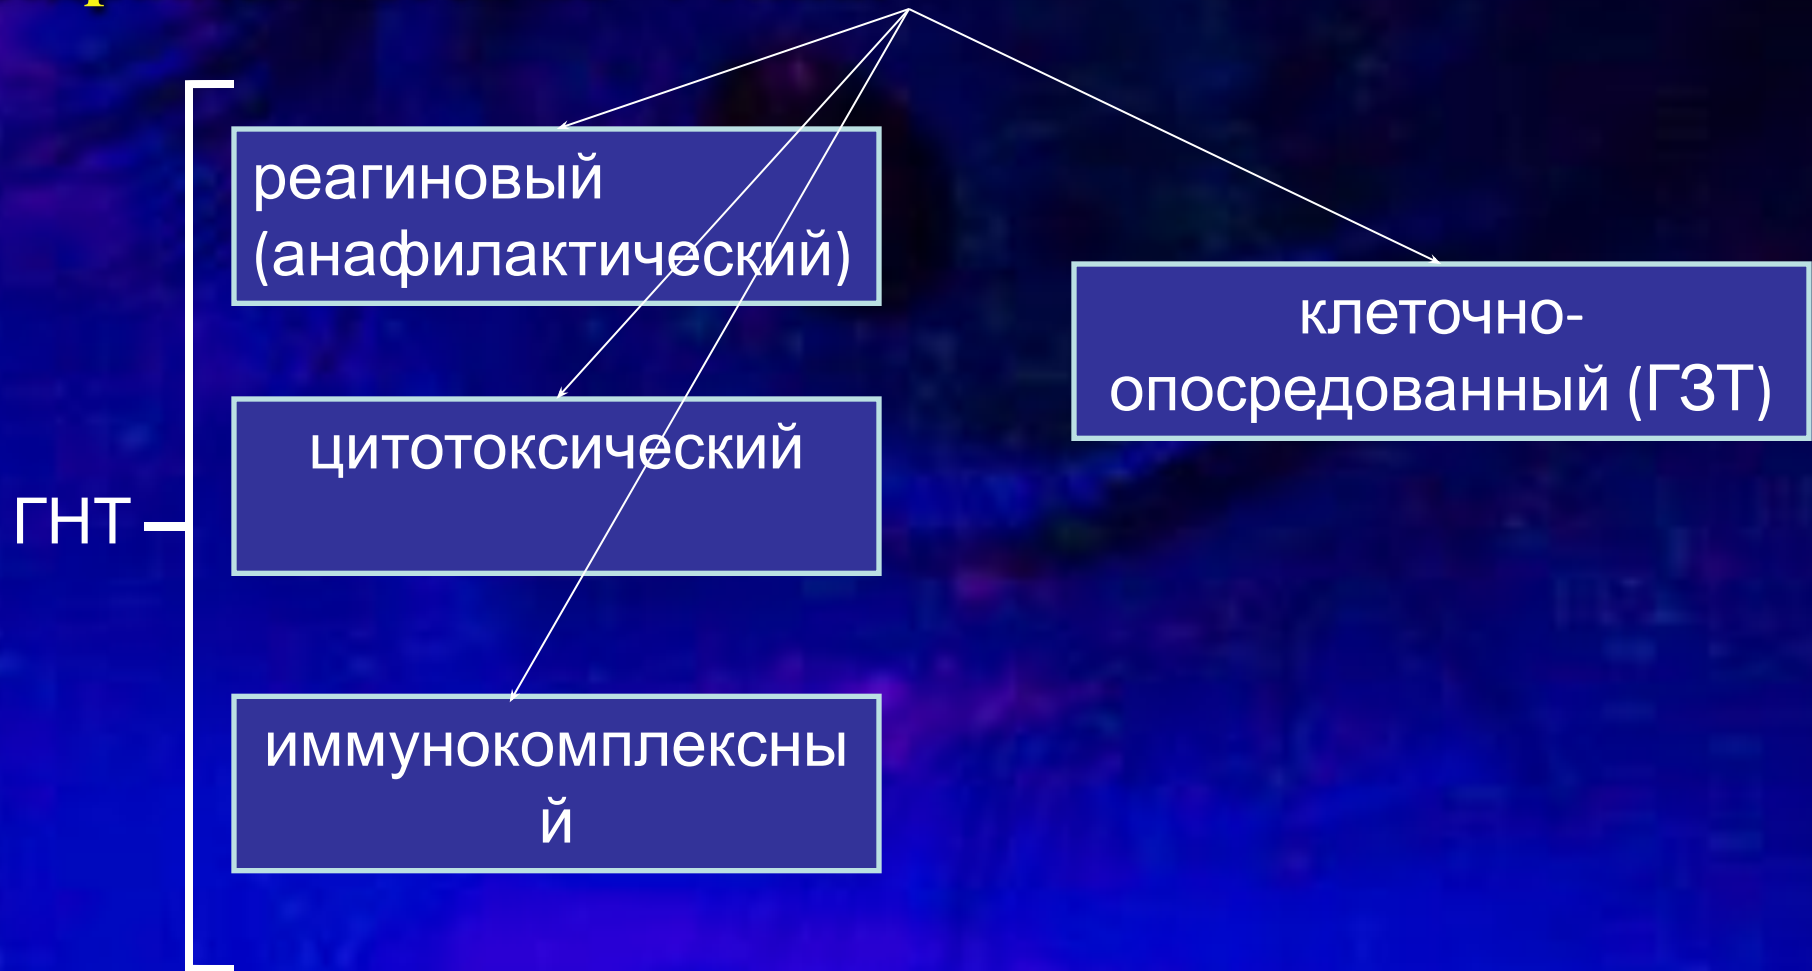 реагиновый
(анафилактический)
клеточно-
опосредованный (ГЗТ)
цитотоксический
ГНТ
иммунокомплексны
й